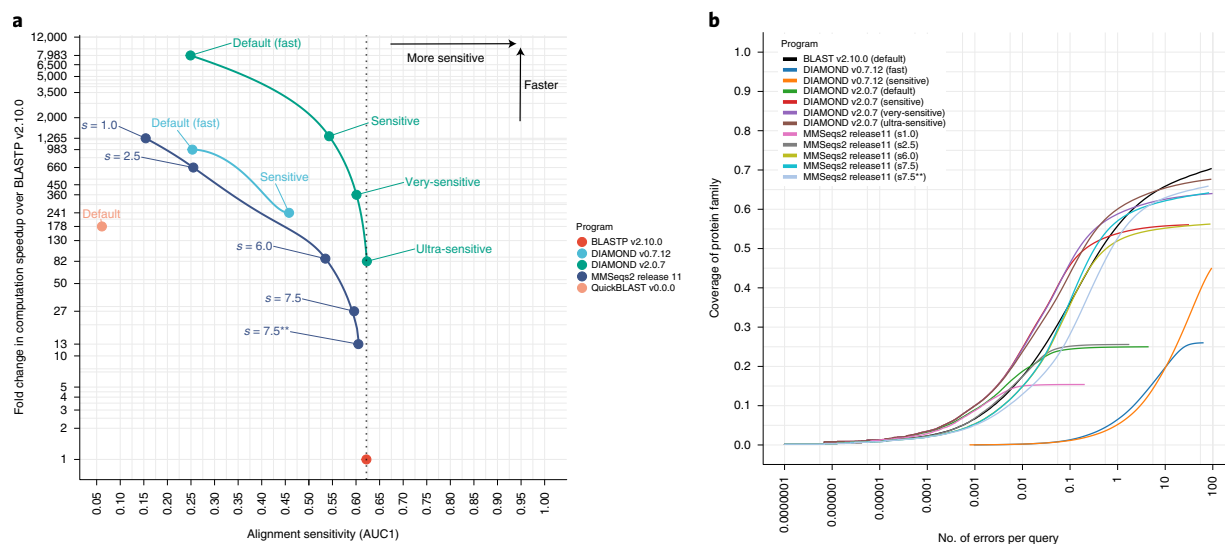 a
Fold change in computation speedup over BLASTP v2.10.0
12,000
7,983
6,500
5,000
3,500
2,000
1,265
983
660
450
360
241
178
130
82
50
27
13
10
5
4
3
2
1
Default (fast)
More sensitive
Faster
s = 1.0
Default (fast)
Sensitive
s = 2.5
Sensitive
Very-sensitive
Default
s = 6.0
Ultra-sensitive
s = 7.5
s = 7.5**
0.05
0.10
0.15
0.20
0.25
0.30
0.35
0.40
0.45
0.50
0.55
0.60
0.65
0.70
0.75
0.80
0.85
0.90
0.95
1.00
Alignment sensitivity (AUC1)
Program
BLASTP v2.10.0
DIAMOND v0.7.12
DIAMOND v2.0.7
MMSeqs2 release 11
QuickBLAST v0.0.0
b
Coverage of protein family
1.0
0.9
0.8
0.7
0.6
0.5
0.4
0.3
0.2
0.1
0.0
Program
BLAST v2.10.0 (default)
DIAMOND v0.7.12 (fast)
DIAMOND v0.7.12 (sensitive)
DIAMOND v2.0.7 (default)
DIAMOND v2.0.7 (sensitive)
DIAMOND v2.0.7 (very-sensitive)
DIAMOND v2.0.7 (ultra-sensitive)
MMSeqs2 release11 (s1.0)
MMSeqs2 release11 (s2.5)
MMSeqs2 release11 (s6.0)
MMSeqs2 release11 (s7.5)
MMSeqs2 release11 (s7.5**)
0.0000001
0.000001
0.00001
0.0001
0.001
0.01
0.1
1
10
100
No. of errors per query